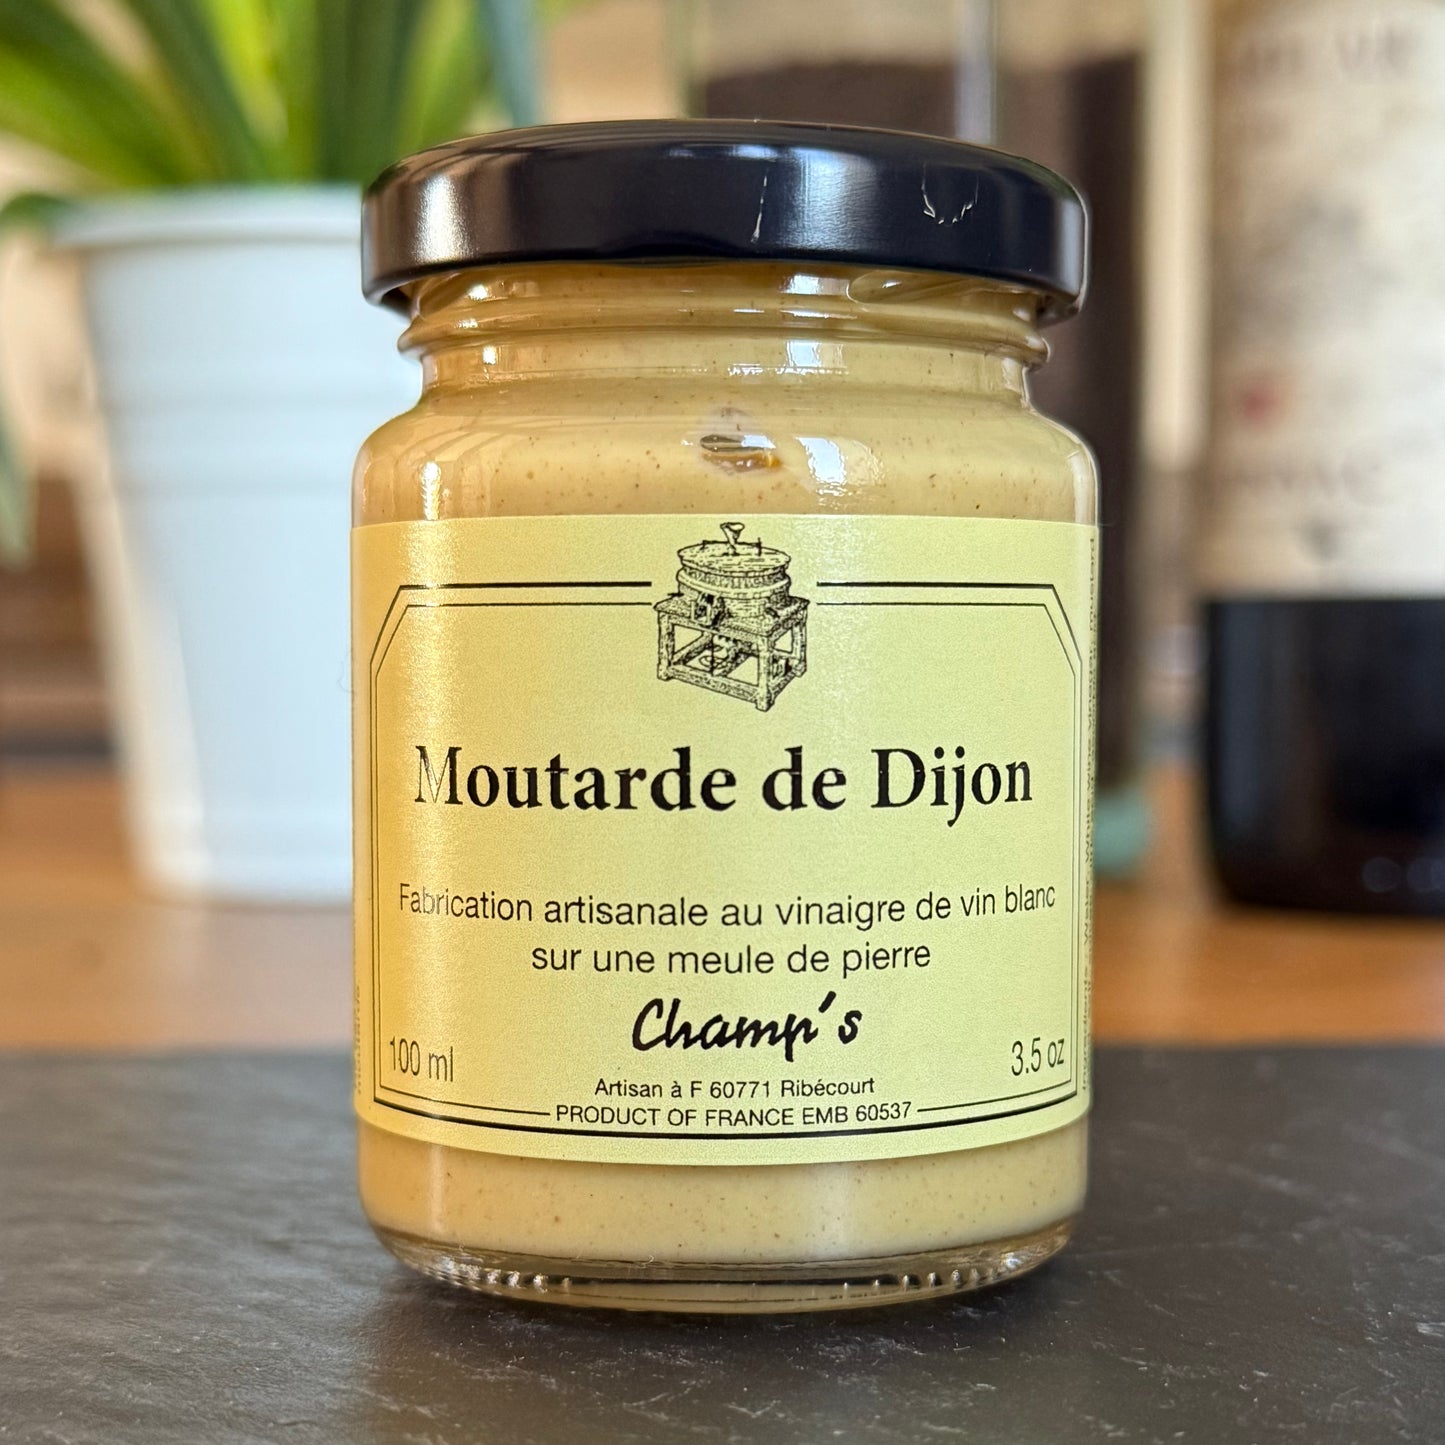 Moutarde de Dijon
Fabrication artisanale au vinaigre de vin blanc
sur une meule de pierre
Champ's
100 ml
3.5 oz
Artisan à F 60771 Ribécourt
PRODUCT OF FRANCE EMB 60537